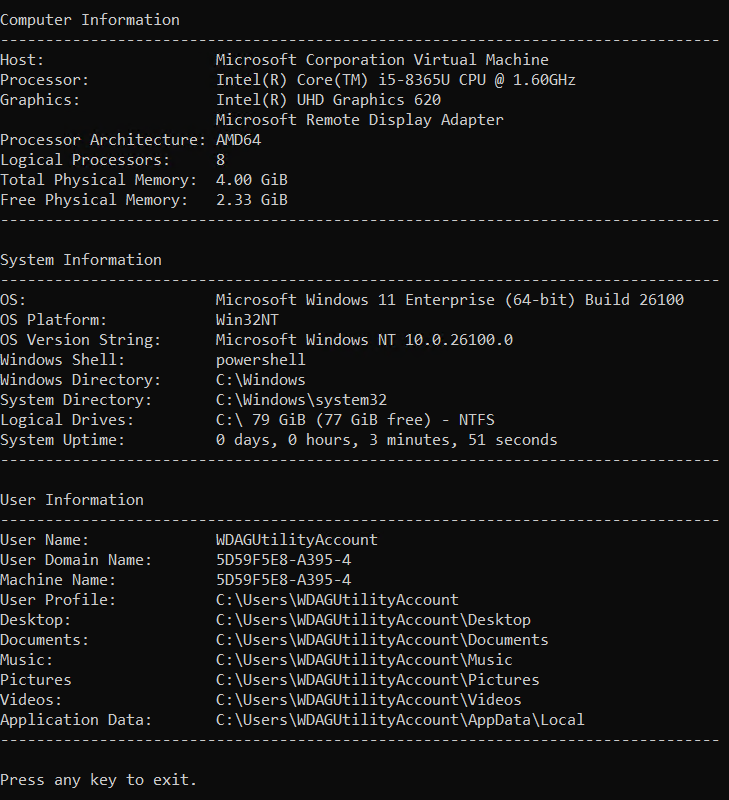 Computer Information
--------------------------------------------------------------------------------
Host:                   Microsoft Corporation Virtual Machine
Processor:              Intel(R) Core(TM) i5-8365U CPU @ 1.60GHz
Graphics:               Intel(R) UHD Graphics 620
                        Microsoft Remote Display Adapter
Processor Architecture: AMD64
Logical Processors:     8
Total Physical Memory:  4.00 GiB
Free Physical Memory:   2.33 GiB
--------------------------------------------------------------------------------

System Information
--------------------------------------------------------------------------------
OS:                     Microsoft Windows 11 Enterprise (64-bit) Build 26100
OS Platform:            Win32NT
OS Version String:      Microsoft Windows NT 10.0.26100.0
Windows Shell:          powershell
Windows Directory:      C:\Windows
System Directory:       C:\Windows\system32
Logical Drives:         C:\ 79 GiB (77 GiB free) - NTFS
System Uptime:          0 days, 0 hours, 3 minutes, 51 seconds
--------------------------------------------------------------------------------

User Information
--------------------------------------------------------------------------------
User Name:              WDAGUtilityAccount
User Domain Name:       5D59F5E8-A395-4
Machine Name:           5D59F5E8-A395-4
User Profile:           C:\Users\WDAGUtilityAccount
Desktop:                C:\Users\WDAGUtilityAccount\Desktop
Documents:              C:\Users\WDAGUtilityAccount\Documents
Music:                  C:\Users\WDAGUtilityAccount\Music
Pictures                C:\Users\WDAGUtilityAccount\Pictures
Videos:                 C:\Users\WDAGUtilityAccount\Videos
Application Data:       C:\Users\WDAGUtilityAccount\AppData\Local
--------------------------------------------------------------------------------

Press any key to exit.